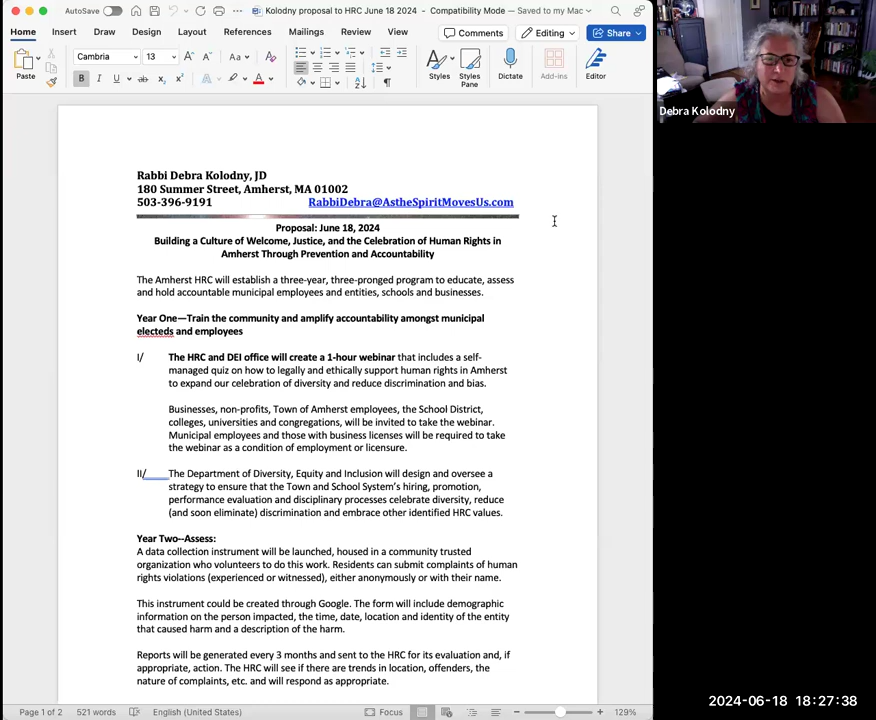 AutoSave
Kolodny proposal to HRC June 18 2024 - Compatibility Mode — Saved to my Mac
Home Insert Draw Design Layout References Mailings Review View Comments Editing Share
Paste Cambria 13 Styles Styles Pane Dictate Add-ins Editor
Debra Kolodny
Rabbi Debra Kolodny, JD
180 Summer Street, Amherst, MA 01002
503-396-9191 RabbiDebra@AstheSpiritMovesUs.com
Proposal: June 18, 2024
Building a Culture of Welcome, Justice, and the Celebration of Human Rights in
Amherst Through Prevention and Accountability
The Amherst HRC will establish a three-year, three-pronged program to educate, assess
and hold accountable municipal employees and entities, schools and businesses.
Year One—Train the community and amplify accountability amongst municipal
electeds and employees
I/ The HRC and DEI office will create a 1-hour webinar that includes a self-
managed quiz on how to legally and ethically support human rights in Amherst
to expand our celebration of diversity and reduce discrimination and bias.
Businesses, non-profits, Town of Amherst employees, the School District,
colleges, universities and congregations, will be invited to take the webinar.
Municipal employees and those with business licenses will be required to take
the webinar as a condition of employment or licensure.
II/ The Department of Diversity, Equity and Inclusion will design and oversee a
strategy to ensure that the Town and School System's hiring, promotion,
performance evaluation and disciplinary processes celebrate diversity, reduce
(and soon eliminate) discrimination and embrace other identified HRC values.
Year Two--Assess:
A data collection instrument will be launched, housed in a community trusted
organization who volunteers to do this work. Residents can submit complaints of human
rights violations (experienced or witnessed), either anonymously or with their name.
This instrument could be created through Google. The form will include demographic
information on the person impacted, the time, date, location and identity of the entity
that caused harm and a description of the harm.
Reports will be generated every 3 months and sent to the HRC for its evaluation and, if
appropriate, action. The HRC will see if there are trends in location, offenders, the
nature of complaints, etc. and will respond as appropriate.
Page 1 of 2 521 words English (United States) Focus 129%
2024-06-18 18:27:38